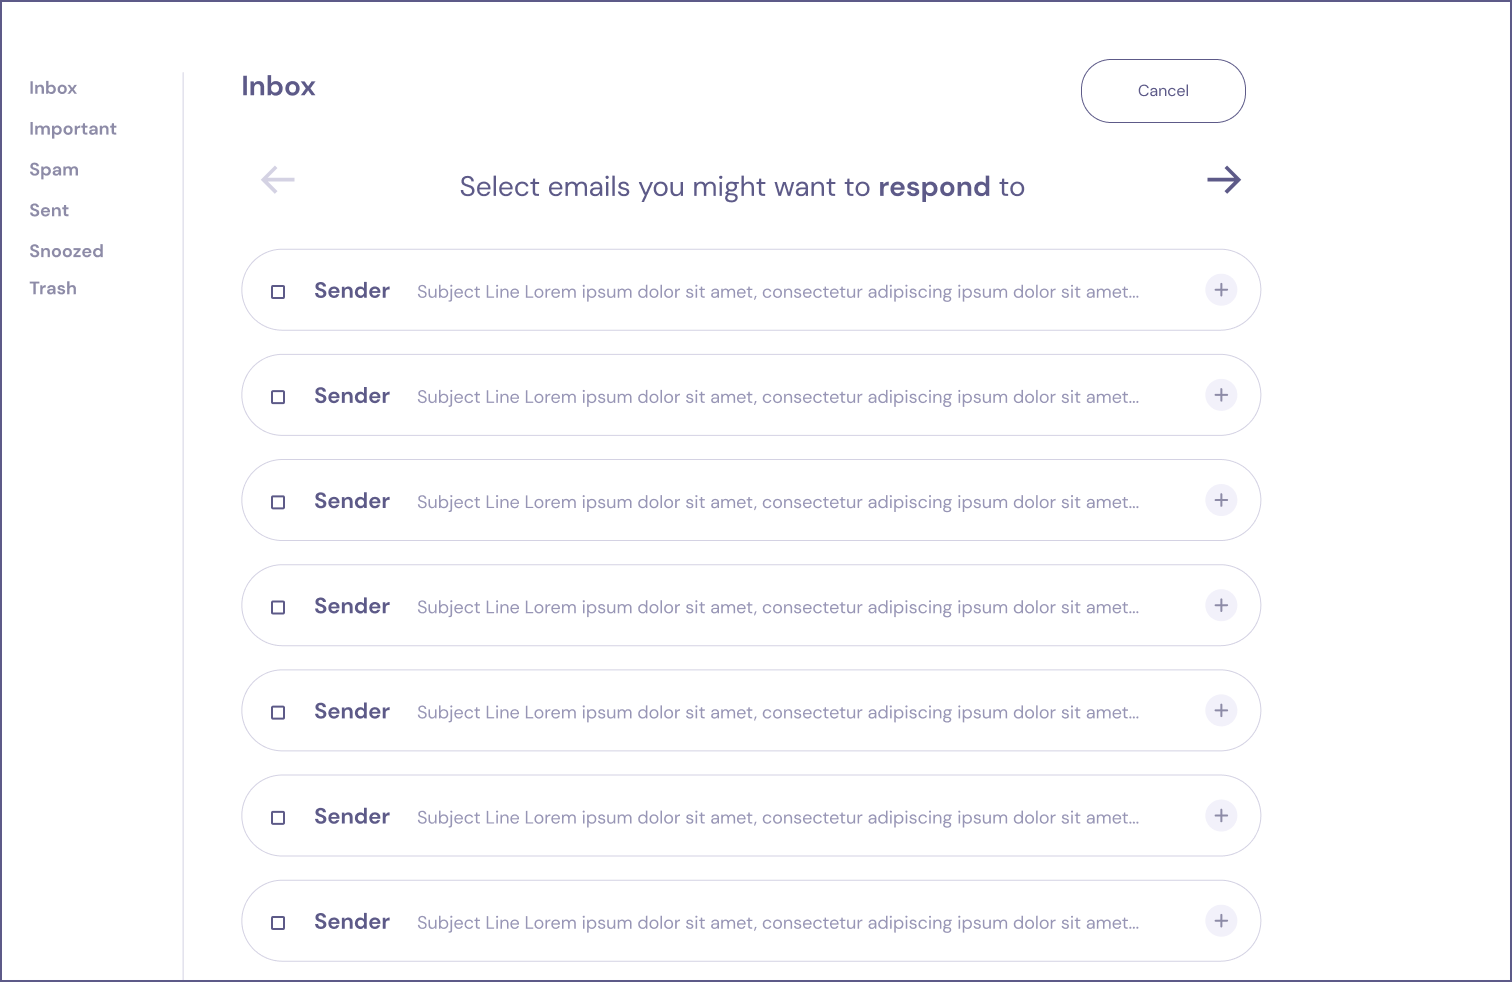 Inbox
Important
Spam
Sent
Snoozed
Trash
Inbox
Cancel
Select emails you might want to respond to
Sender Subject Line Lorem ipsum dolor sit amet, consectetur adipiscing ipsum dolor sit amet...
Sender Subject Line Lorem ipsum dolor sit amet, consectetur adipiscing ipsum dolor sit amet...
Sender Subject Line Lorem ipsum dolor sit amet, consectetur adipiscing ipsum dolor sit amet...
Sender Subject Line Lorem ipsum dolor sit amet, consectetur adipiscing ipsum dolor sit amet...
Sender Subject Line Lorem ipsum dolor sit amet, consectetur adipiscing ipsum dolor sit amet...
Sender Subject Line Lorem ipsum dolor sit amet, consectetur adipiscing ipsum dolor sit amet...
Sender Subject Line Lorem ipsum dolor sit amet, consectetur adipiscing ipsum dolor sit amet...